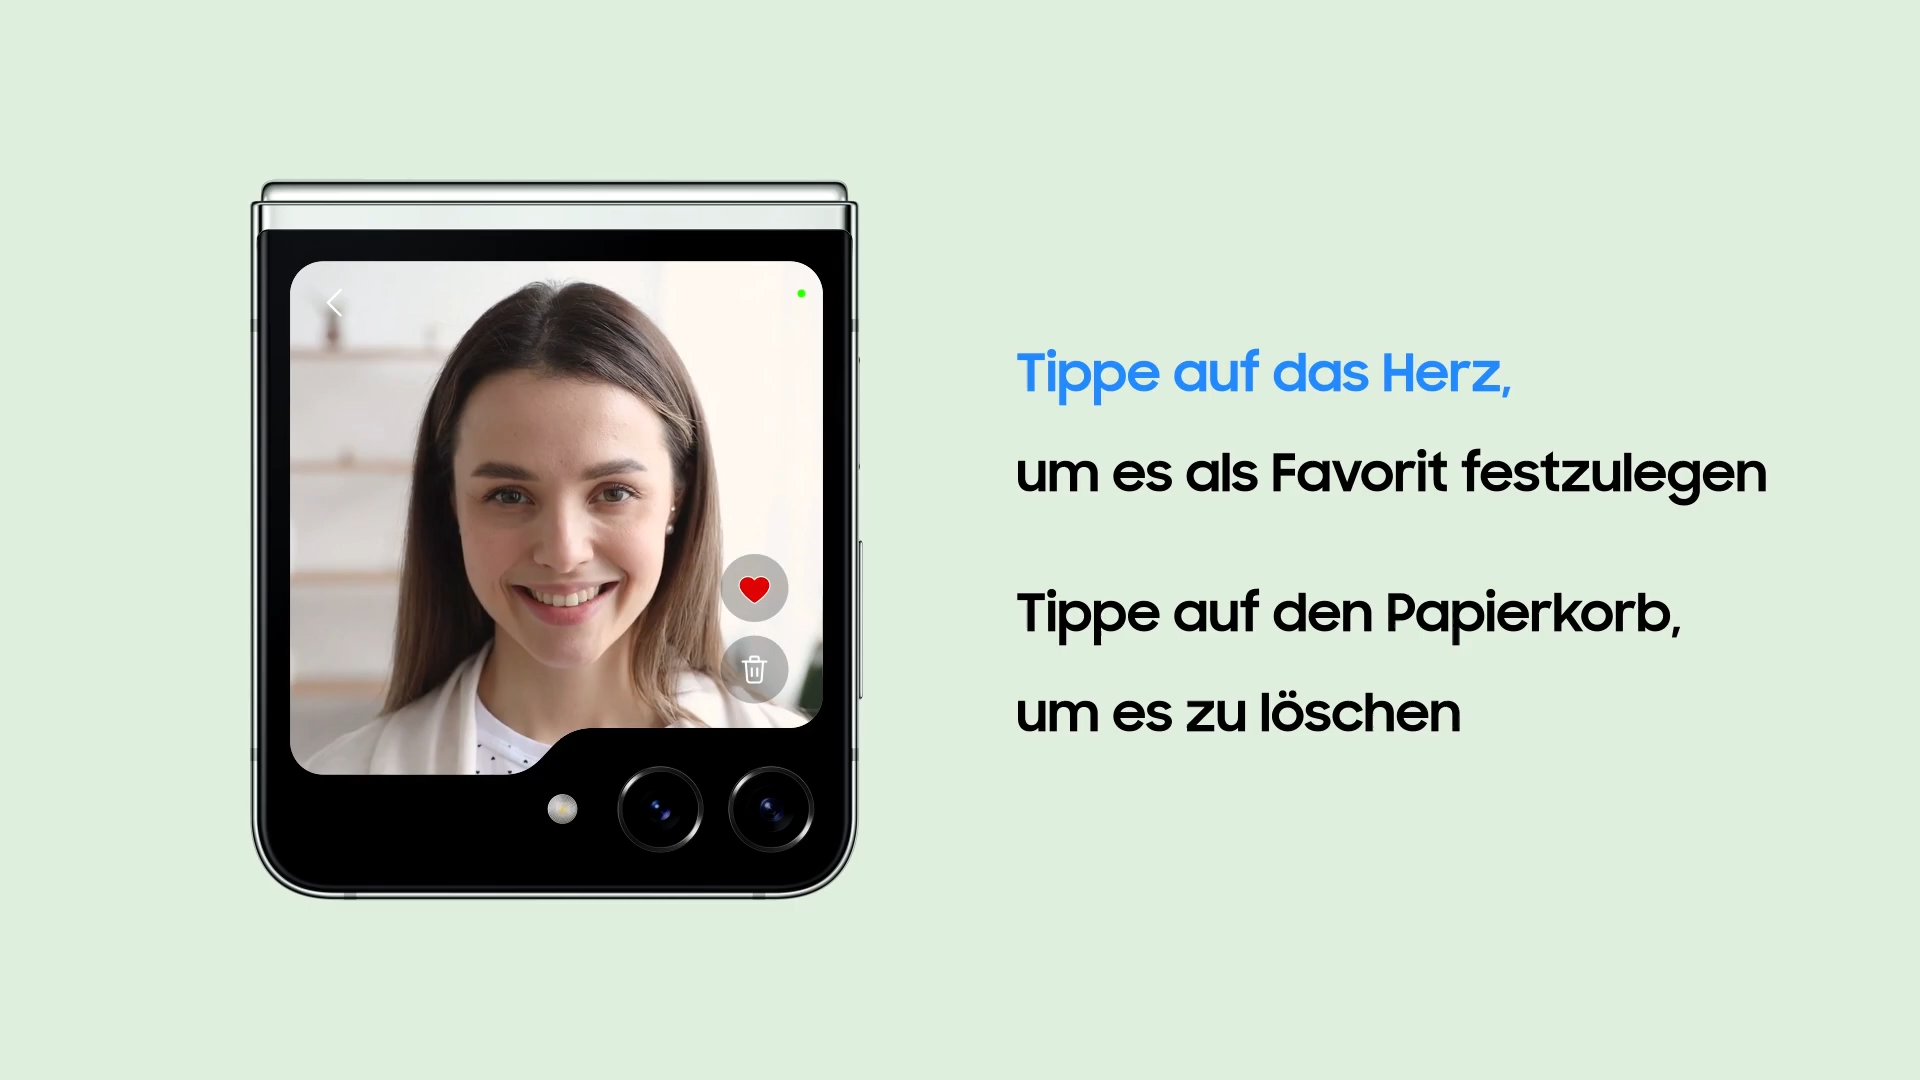 Tippe auf das Herz,
um es als Favorit festzulegen
Tippe auf den Papierkorb,
um es zu löschen